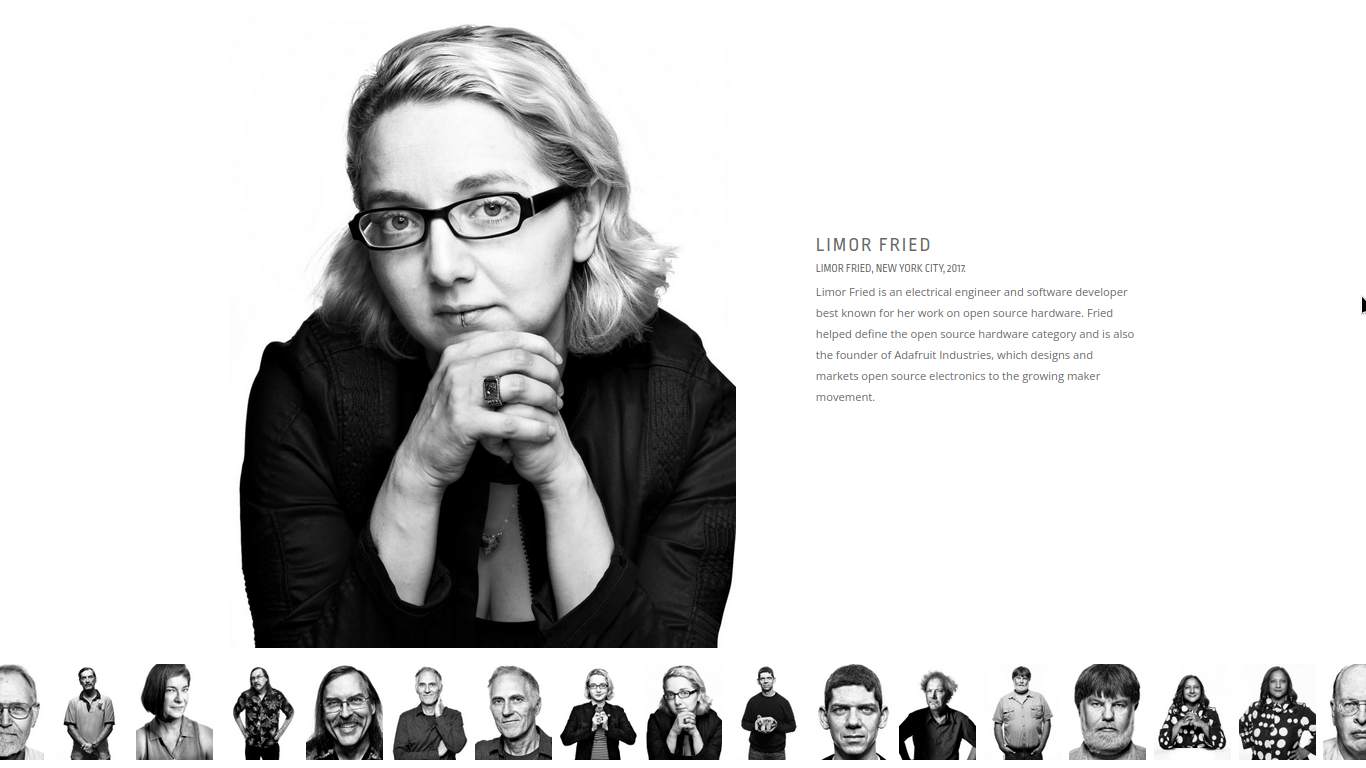 LIMOR FRIED
LIMOR FRIED, NEW YORK CITY, 2017.
Limor Fried is an electrical engineer and software developer
best known for her work on open source hardware. Fried
helped define the open source hardware category and is also
the founder of Adafruit Industries, which designs and
markets open source electronics to the growing maker
movement.